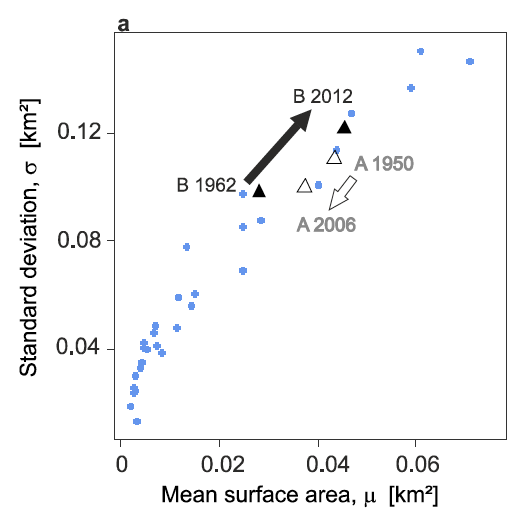 a
Standard deviation, σ [km²]
0.12
0.08
0.04
B 2012
B 1962
A 1950
A 2006
0 0.02 0.04 0.06
Mean surface area, μ [km²]